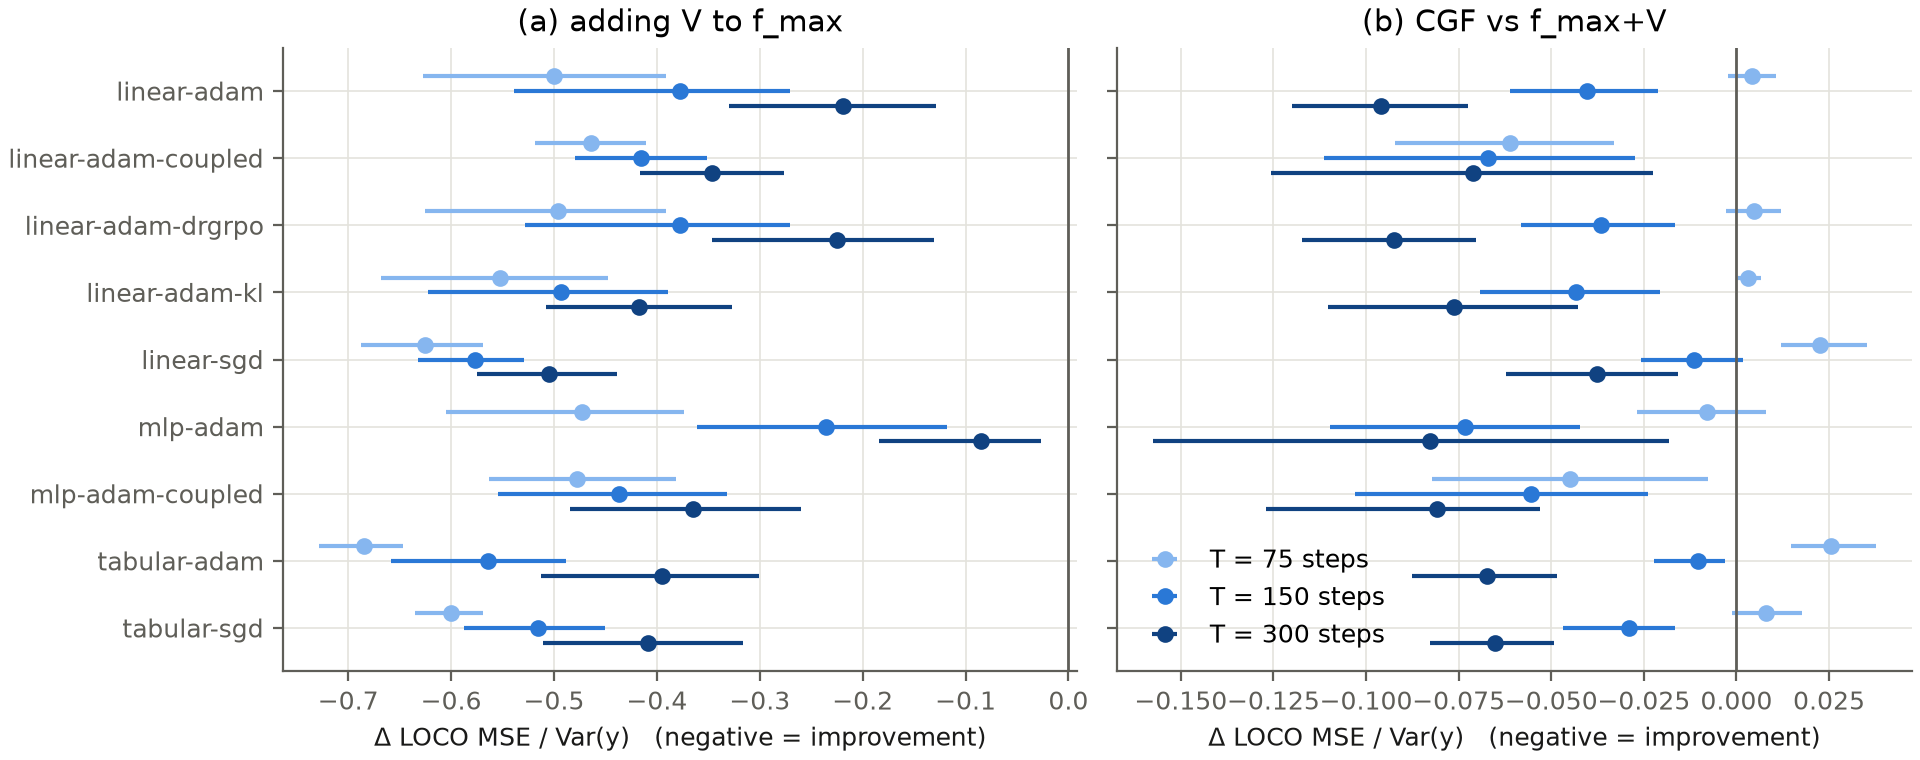 (a) adding V to f_max
(b) CGF vs f_max+V
linear-adam
linear-adam-coupled
linear-adam-drgrpo
linear-adam-kl
linear-sgd
mlp-adam
mlp-adam-coupled
tabular-adam
tabular-sgd
T = 75 steps
T = 150 steps
T = 300 steps
−0.7 −0.6 −0.5 −0.4 −0.3 −0.2 −0.1 0.0
−0.150 −0.125 −0.100 −0.075 −0.050 −0.025 0.000 0.025
Δ LOCO MSE / Var(y) (negative = improvement)
Δ LOCO MSE / Var(y) (negative = improvement)